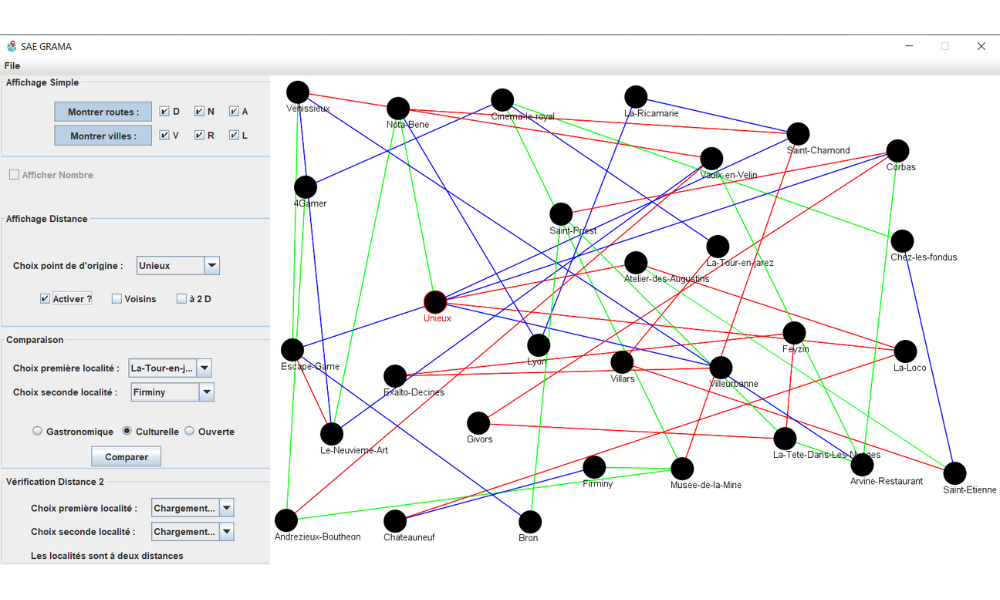 SAE GRAMA
File
Affichage Simple
Montrer routes : D N A
Montrer villes : V R L
Afficher Nombre
Affichage Distance
Choix point de d'origine : Unieux
Activer ? Voisins à 2 D
Comparaison
Choix première localité : La-Tour-en-j...
Choix seconde localité : Firminy
Gastronomique Culturelle Ouverte
Comparer
Vérification Distance 2
Choix première localité : Chargement...
Choix seconde localité : Chargement...
Les localités sont à deux distances
Venissieux
Nota-Bene
Cinema-le-royal
La-Ricamarie
Saint-Chamond
Vaulx-en-Velin
Corbas
4Gamer
Saint-Priest
Chez-les-fondus
La-Tour-en-jarez
Atelier-des-Augustins
Unieux
Feyzin
Escape-Game
Lyon
La-Loco
Villars
Villeurbanne
Exalto-Decines
Givors
Le-Neuvieme-Art
La-Tete-Dans-Les-Nuages
Firminy
Musee-de-la-Mine
Arvine-Restaurant
Saint-Etienne
Andrezieux-Boutheon
Chateauneuf
Bron